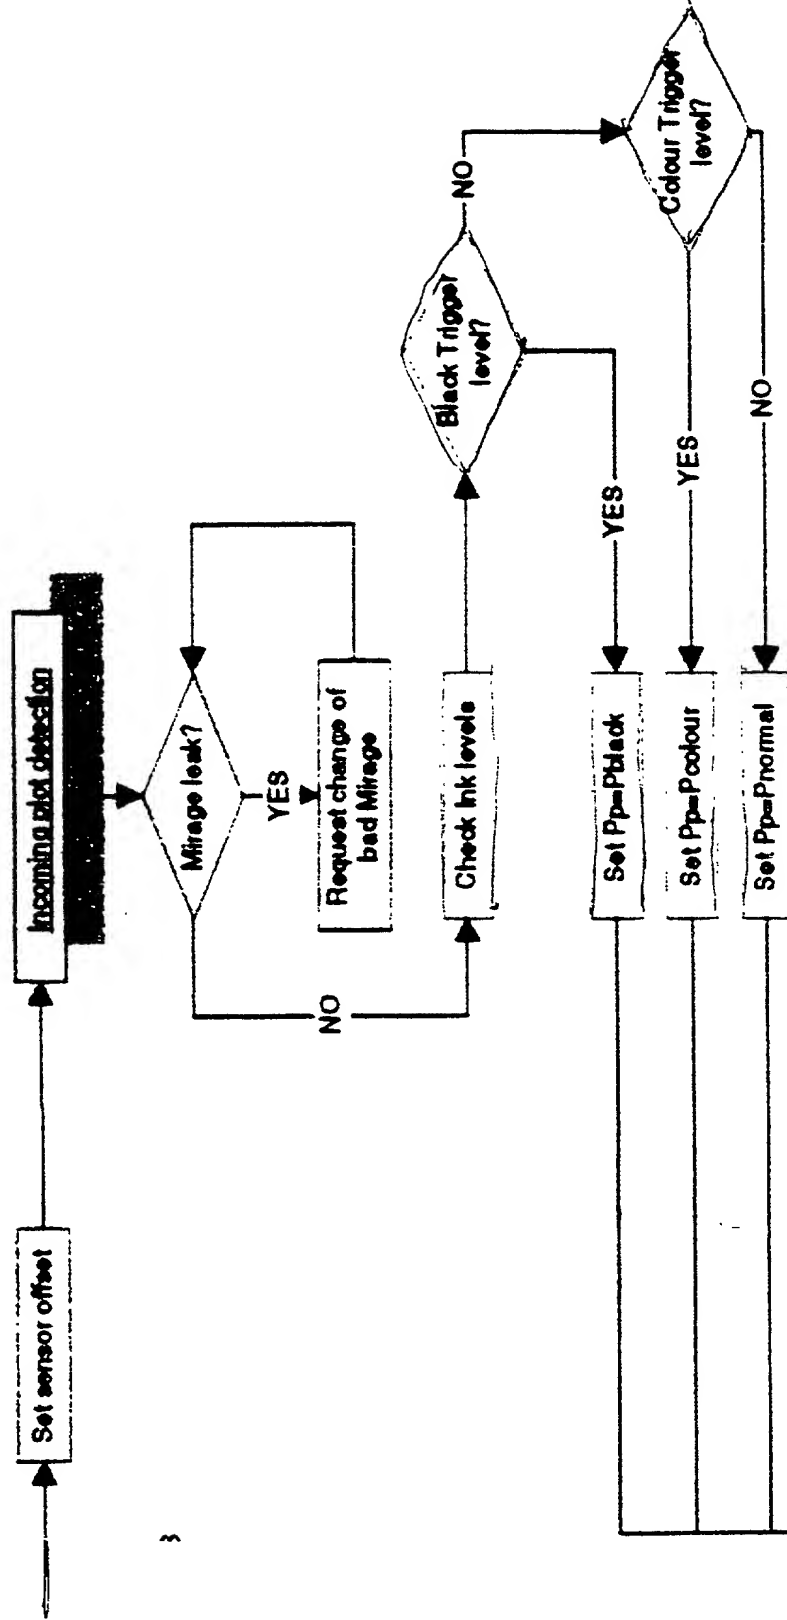 Set sensor offset
Incoming plot detection
Mirage leak?
YES
Request change of
bad Mirage
NO
Check ink levels
Black Trigger
level?
NO
YES
Colour Trigger
level?
YES
NO
Set Pp=Pblack
Set Pp=Pcolour
Set Pp=Pnormal
3